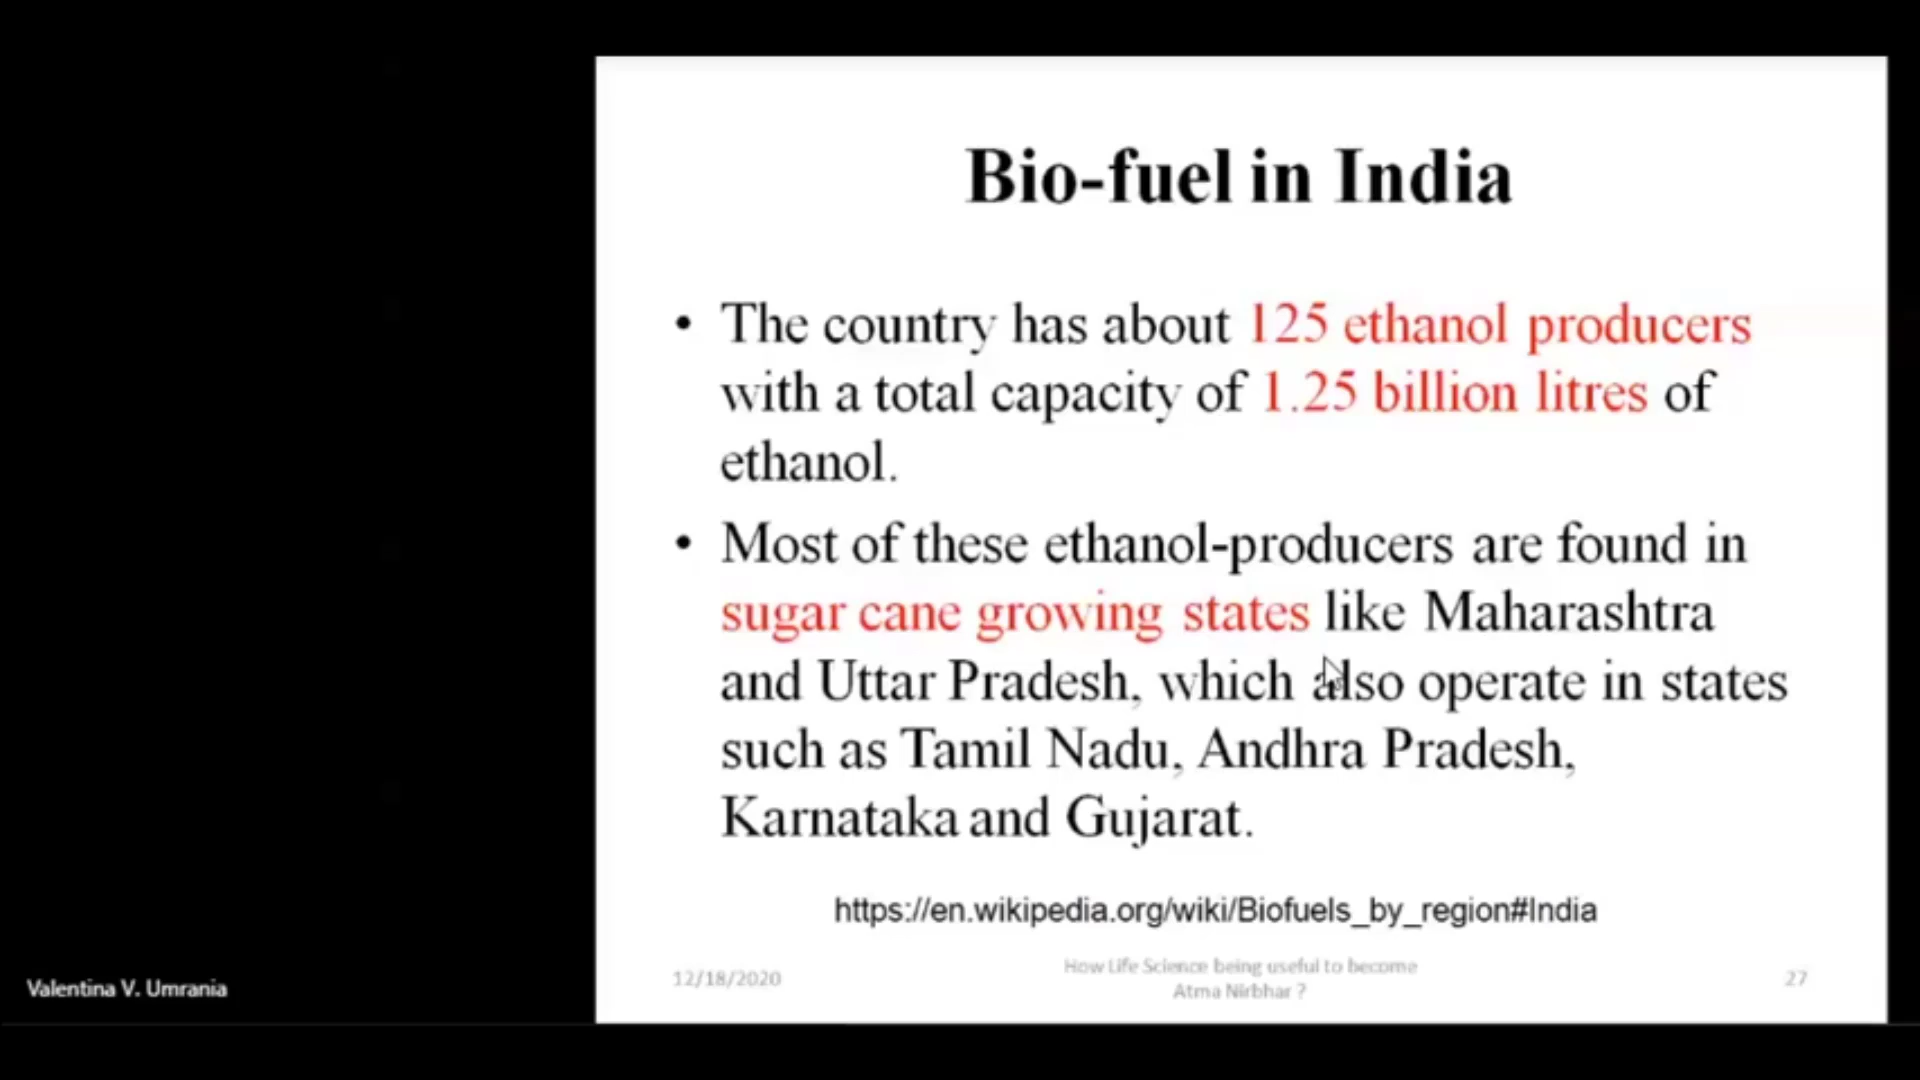 Bio-fuel in India
• The country has about 125 ethanol producers
with a total capacity of 1.25 billion litres of
ethanol.
• Most of these ethanol-producers are found in
sugar cane growing states like Maharashtra
and Uttar Pradesh, which also operate in states
such as Tamil Nadu, Andhra Pradesh,
Karnataka and Gujarat.
https://en.wikipedia.org/wiki/Biofuels_by_region#India
12/18/2020
How Life Science being useful to become
Atma Nirbhar ?
27
Valentina V. Umrania